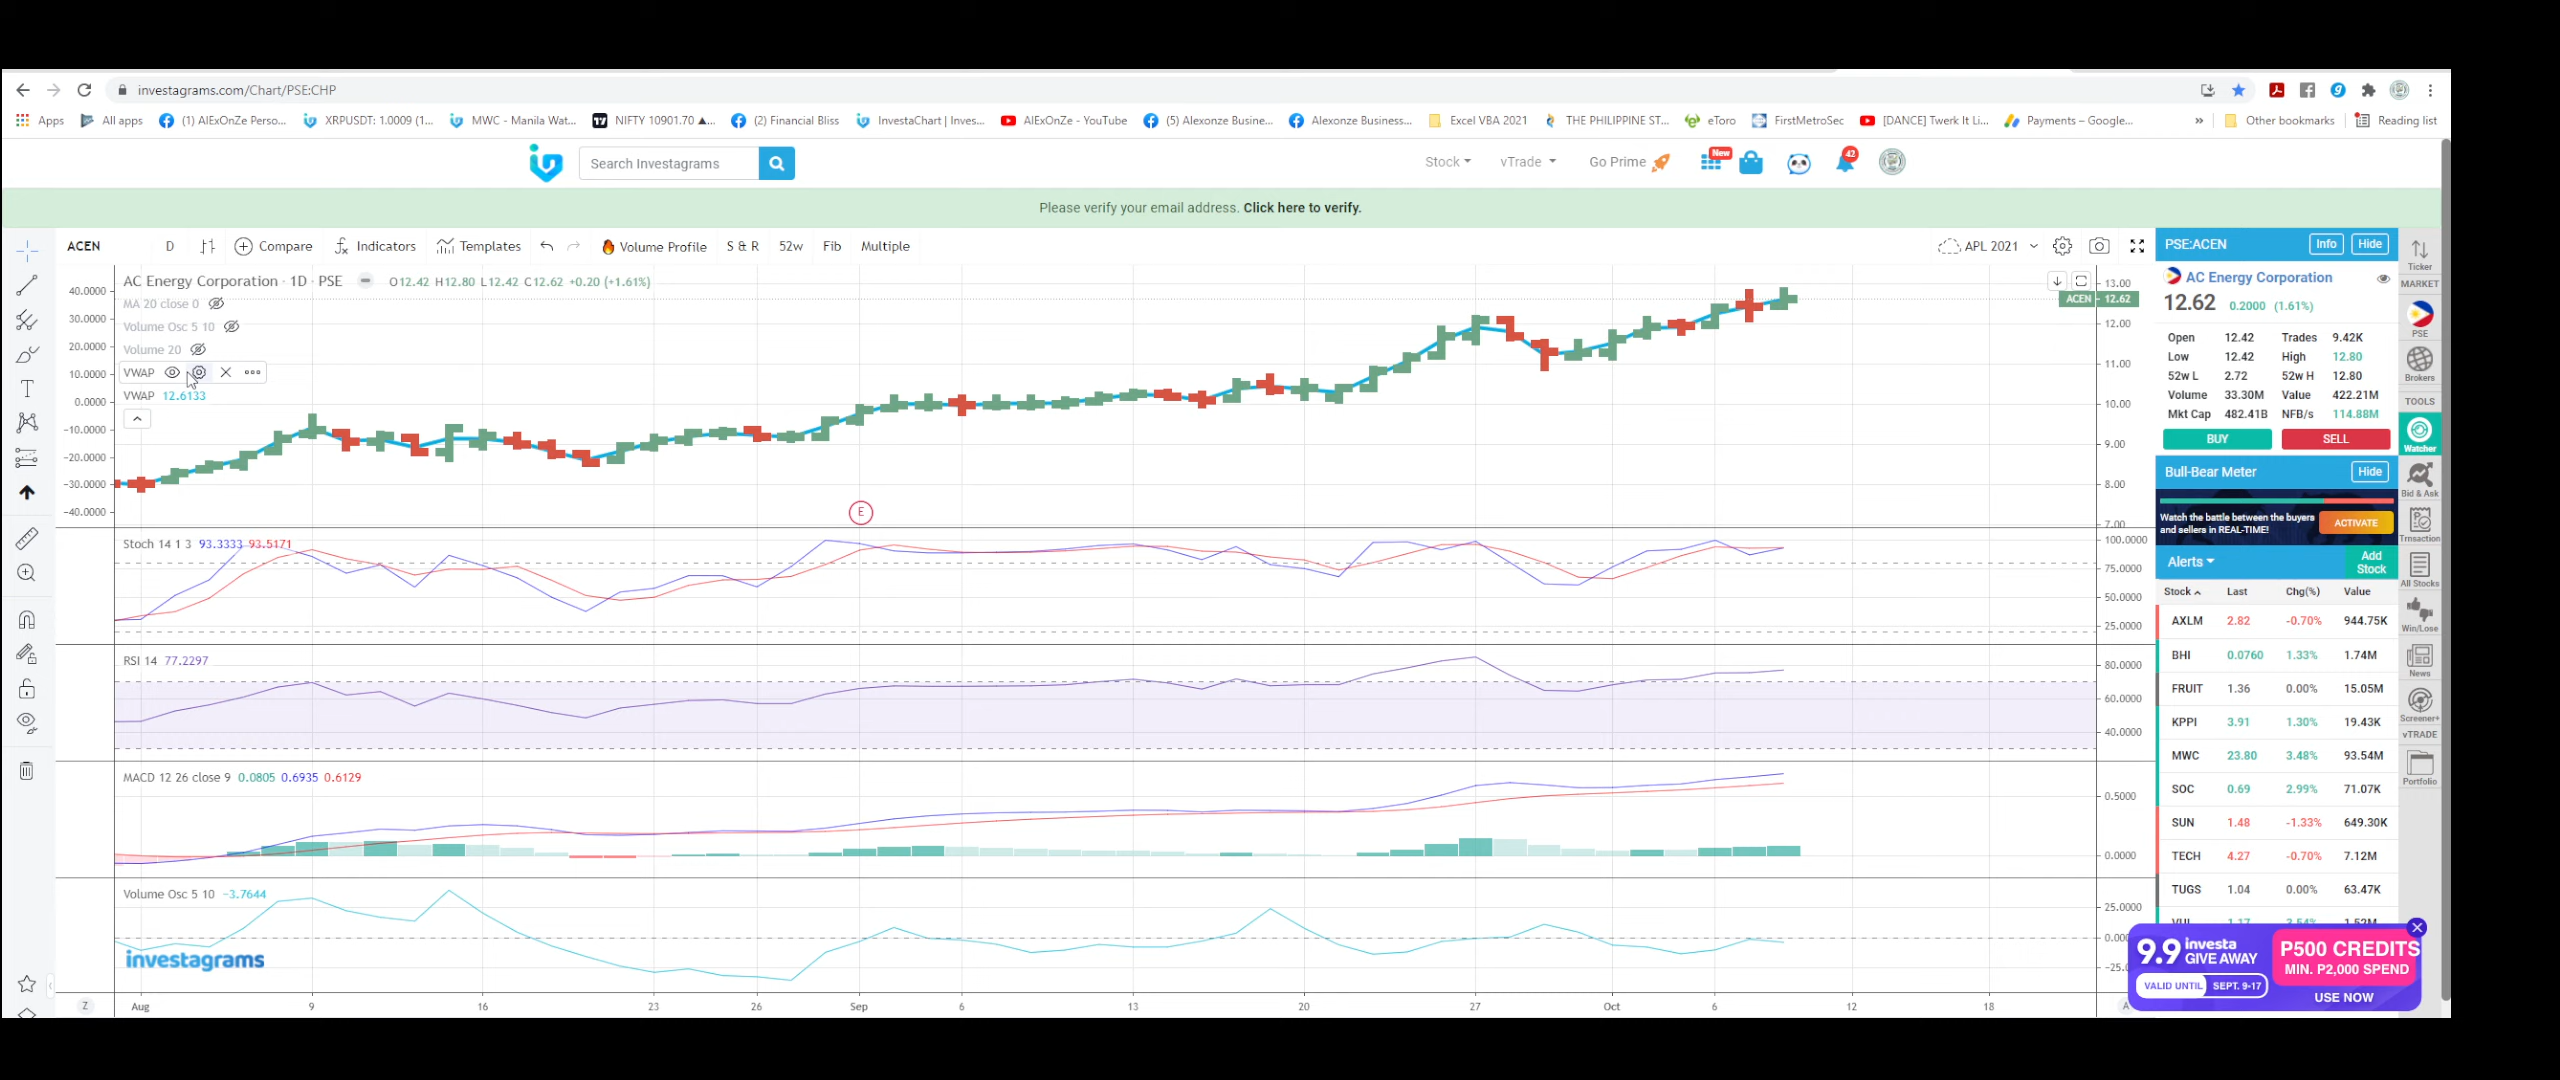 investagrams.com/Chart/PSE:CHP
Apps All apps (1) AlExOnZe Perso... XRPUSDT: 1.0009 (1... MWC - Manila Wat... NIFTY 10901.70 ▲... (2) Financial Bliss InvestaChart | Inves... AlExOnZe - YouTube (5) Alexonze Busine... Alexonze Business... Excel VBA 2021 THE PHILIPPINE ST... eToro FirstMetroSec [DANCE] Twerk It Li... Payments – Google... » Other bookmarks Reading list
Search Investagrams Stock vTrade Go Prime New 42
Please verify your email address. Click here to verify.
ACEN D Compare Indicators Templates Volume Profile S & R 52w Fib Multiple APL 2021
AC Energy Corporation · 1D · PSE O12.42 H12.80 L12.42 C12.62 +0.20 (+1.61%)
MA 20 close 0
Volume Osc 5 10
Volume 20
VWAP
VWAP 12.6133
40.0000
30.0000
20.0000
10.0000
0.0000
−10.0000
−20.0000
−30.0000
−40.0000
13.00
ACEN 12.62
12.00
11.00
10.00
9.00
8.00
7.00
E
Stoch 14 1 3 93.3333 93.5171
100.0000
75.0000
50.0000
25.0000
RSI 14 77.2297
80.0000
60.0000
40.0000
MACD 12 26 close 9 0.0805 0.6935 0.6129
0.5000
0.0000
Volume Osc 5 10 −3.7644
25.0000
investagrams
Z Aug 9 16 23 26 Sep 6 13 20 27 Oct 6 12 18
PSE:ACEN Info Hide
AC Energy Corporation
12.62 0.2000 (1.61%)
Open 12.42 Trades 9.42K
Low 12.42 High 12.80
52w L 2.72 52w H 12.80
Volume 33.30M Value 422.21M
Mkt Cap 482.41B NFB/s 114.88M
BUY SELL
Bull-Bear Meter Hide
Watch the battle between the buyers
and sellers in REAL-TIME!
ACTIVATE
Alerts Add
Stock
Stock Last Chg(%) Value
AXLM 2.82 -0.70% 944.75K
BHI 0.0760 1.33% 1.74M
FRUIT 1.36 0.00% 15.05M
KPPI 3.91 1.30% 19.43K
MWC 23.80 3.48% 93.54M
SOC 0.69 2.99% 71.07K
SUN 1.48 -1.33% 649.30K
TECH 4.27 -0.70% 7.12M
TUGS 1.04 0.00% 63.47K
9.9 investa
GIVE AWAY
P500 CREDITS
MIN. P2,000 SPEND
VALID UNTIL SEPT. 9-17
USE NOW
Ticker
MARKET
PSE
Brokers
TOOLS
Watcher
Bid & Ask
Trnsaction
All Stocks
Win/Lose
News
Screener+
vTRADE
Portfolio